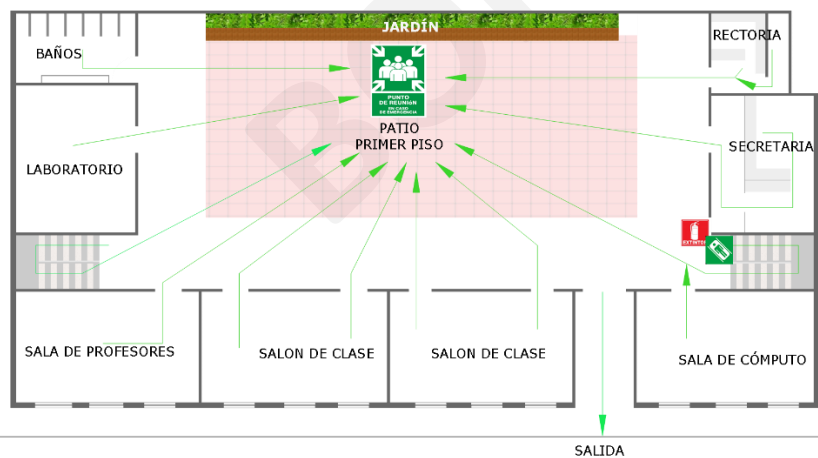 JARDÍN
RECTORIA
BAÑOS
PUNTO
DE REUNIÓN
EN CASO
DE EMERGENCIA
PATIO
PRIMER PISO
SECRETARIA
LABORATORIO
EXTINTOR
SALA DE PROFESORES
SALON DE CLASE
SALON DE CLASE
SALA DE CÓMPUTO
SALIDA